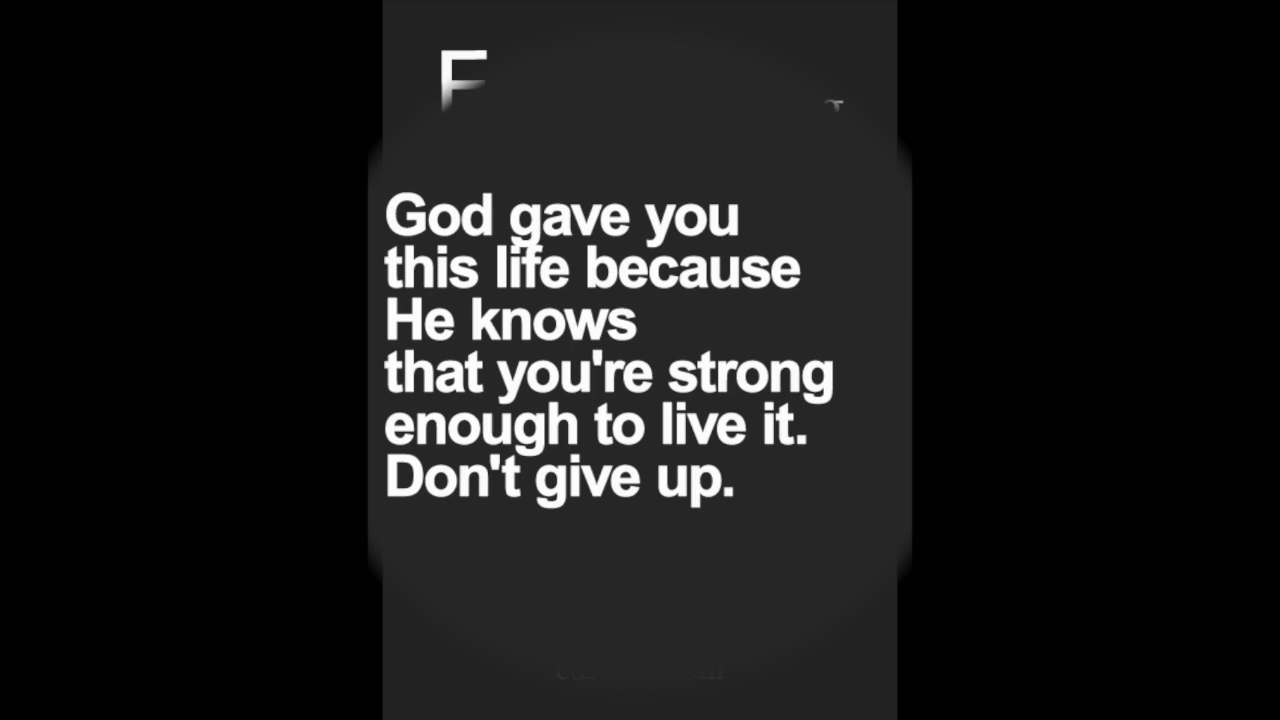 God gave you
this life because
He knows
that you're strong
enough to live it.
Don't give up.